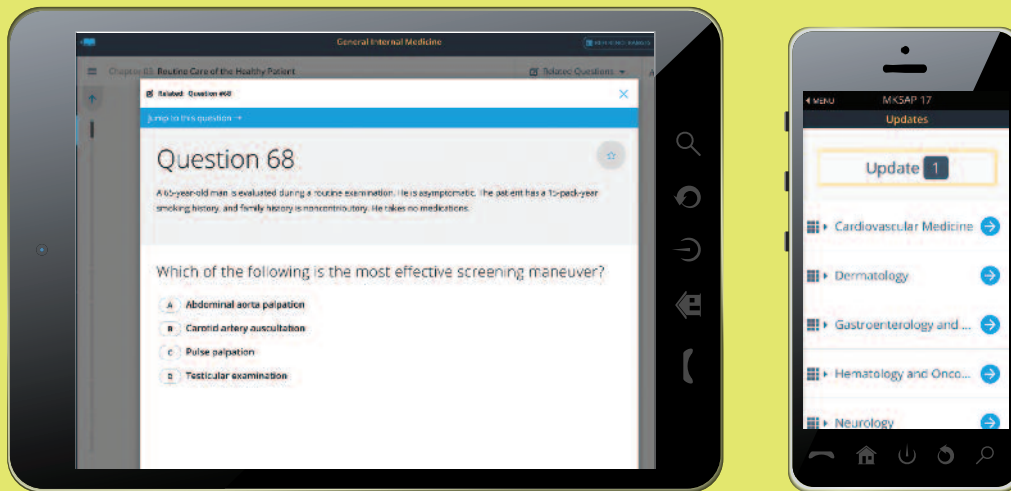 General Internal Medicine
Chapter 03. Routine Care of the Healthy Patient
Related Questions
Related Question #68
Jump to this question →
Question 68
A 65-year-old man is evaluated during a routine examination. He is asymptomatic. The patient has a 15-pack-year
smoking history, and family history is noncontributory. He takes no medications.
Which of the following is the most effective screening maneuver?
A Abdominal aorta palpation
B Carotid artery auscultation
C Pulse palpation
D Testicular examination
MENU MKSAP 17
Updates
Update 1
Cardiovascular Medicine
Dermatology
Gastroenterology and ...
Hematology and Onco...
Neurology